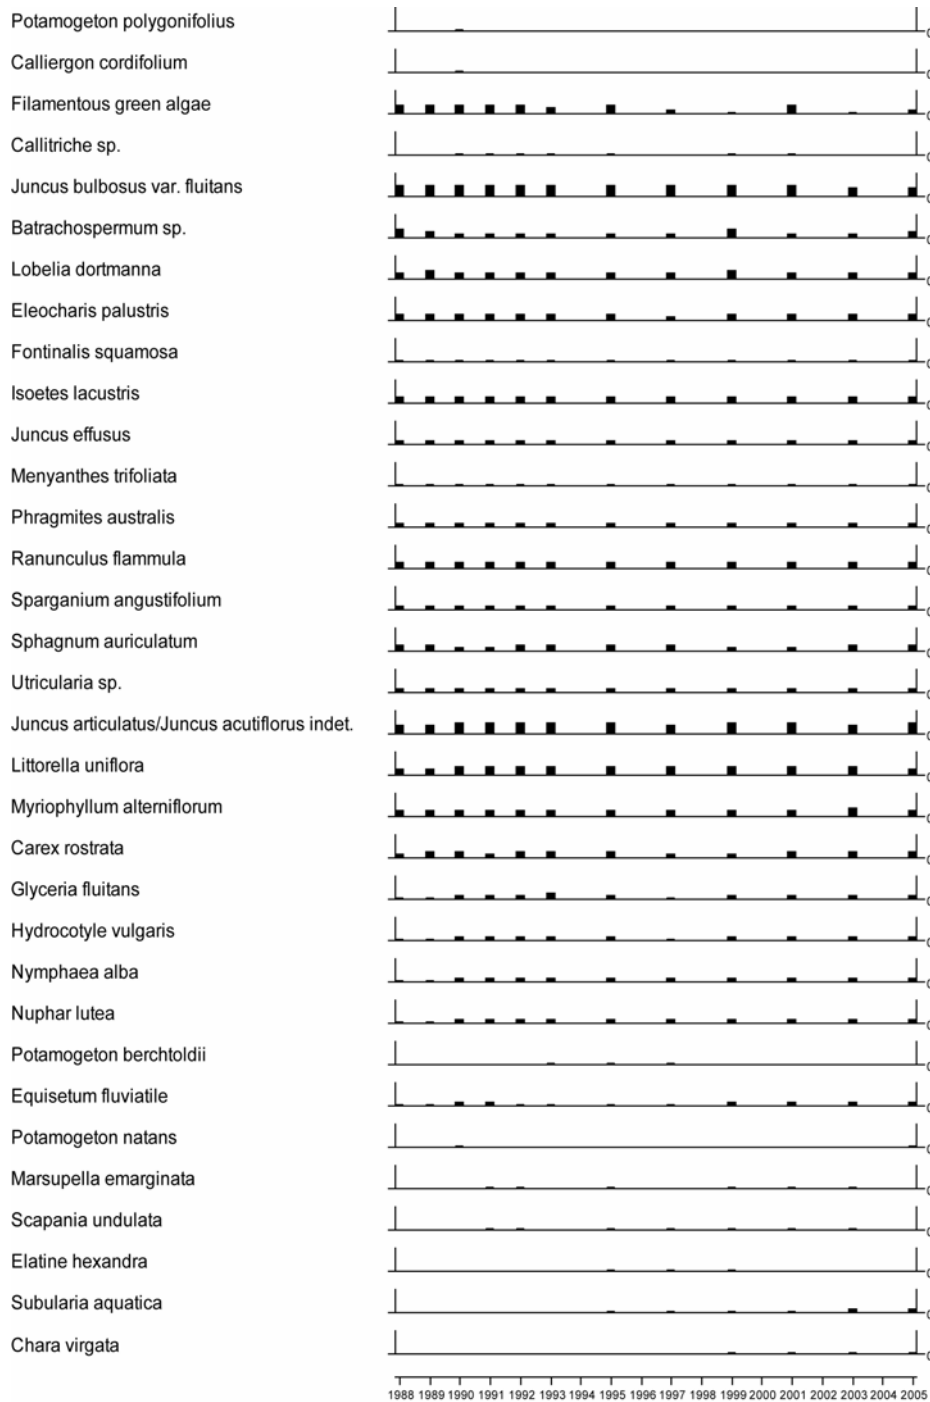 Potamogeton polygonifolius
Calliergon cordifolium
Filamentous green algae
Callitriche sp.
Juncus bulbosus var. fluitans
Batrachospermum sp.
Lobelia dortmanna
Eleocharis palustris
Fontinalis squamosa
Isoetes lacustris
Juncus effusus
Menyanthes trifoliata
Phragmites australis
Ranunculus flammula
Sparganium angustifolium
Sphagnum auriculatum
Utricularia sp.
Juncus articulatus/Juncus acutiflorus indet.
Littorella uniflora
Myriophyllum alterniflorum
Carex rostrata
Glyceria fluitans
Hydrocotyle vulgaris
Nymphaea alba
Nuphar lutea
Potamogeton berchtoldii
Equisetum fluviatile
Potamogeton natans
Marsupella emarginata
Scapania undulata
Elatine hexandra
Subularia aquatica
Chara virgata
1988 1989 1990 1991 1992 1993 1994 1995 1996 1997 1998 1999 2000 2001 2002 2003 2004 2005